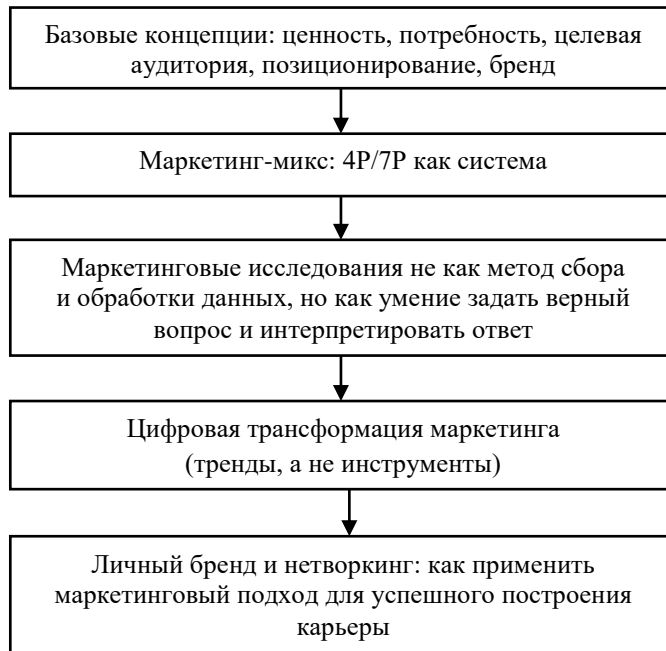 Базовые концепции: ценность, потребность, целевая
аудитория, позиционирование, бренд
Маркетинг-микс: 4P/7P как система
Маркетинговые исследования не как метод сбора
и обработки данных, но как умение задать верный
вопрос и интерпретировать ответ
Цифровая трансформация маркетинга
(тренды, а не инструменты)
Личный бренд и нетворкинг: как применить
маркетинговый подход для успешного построения
карьеры